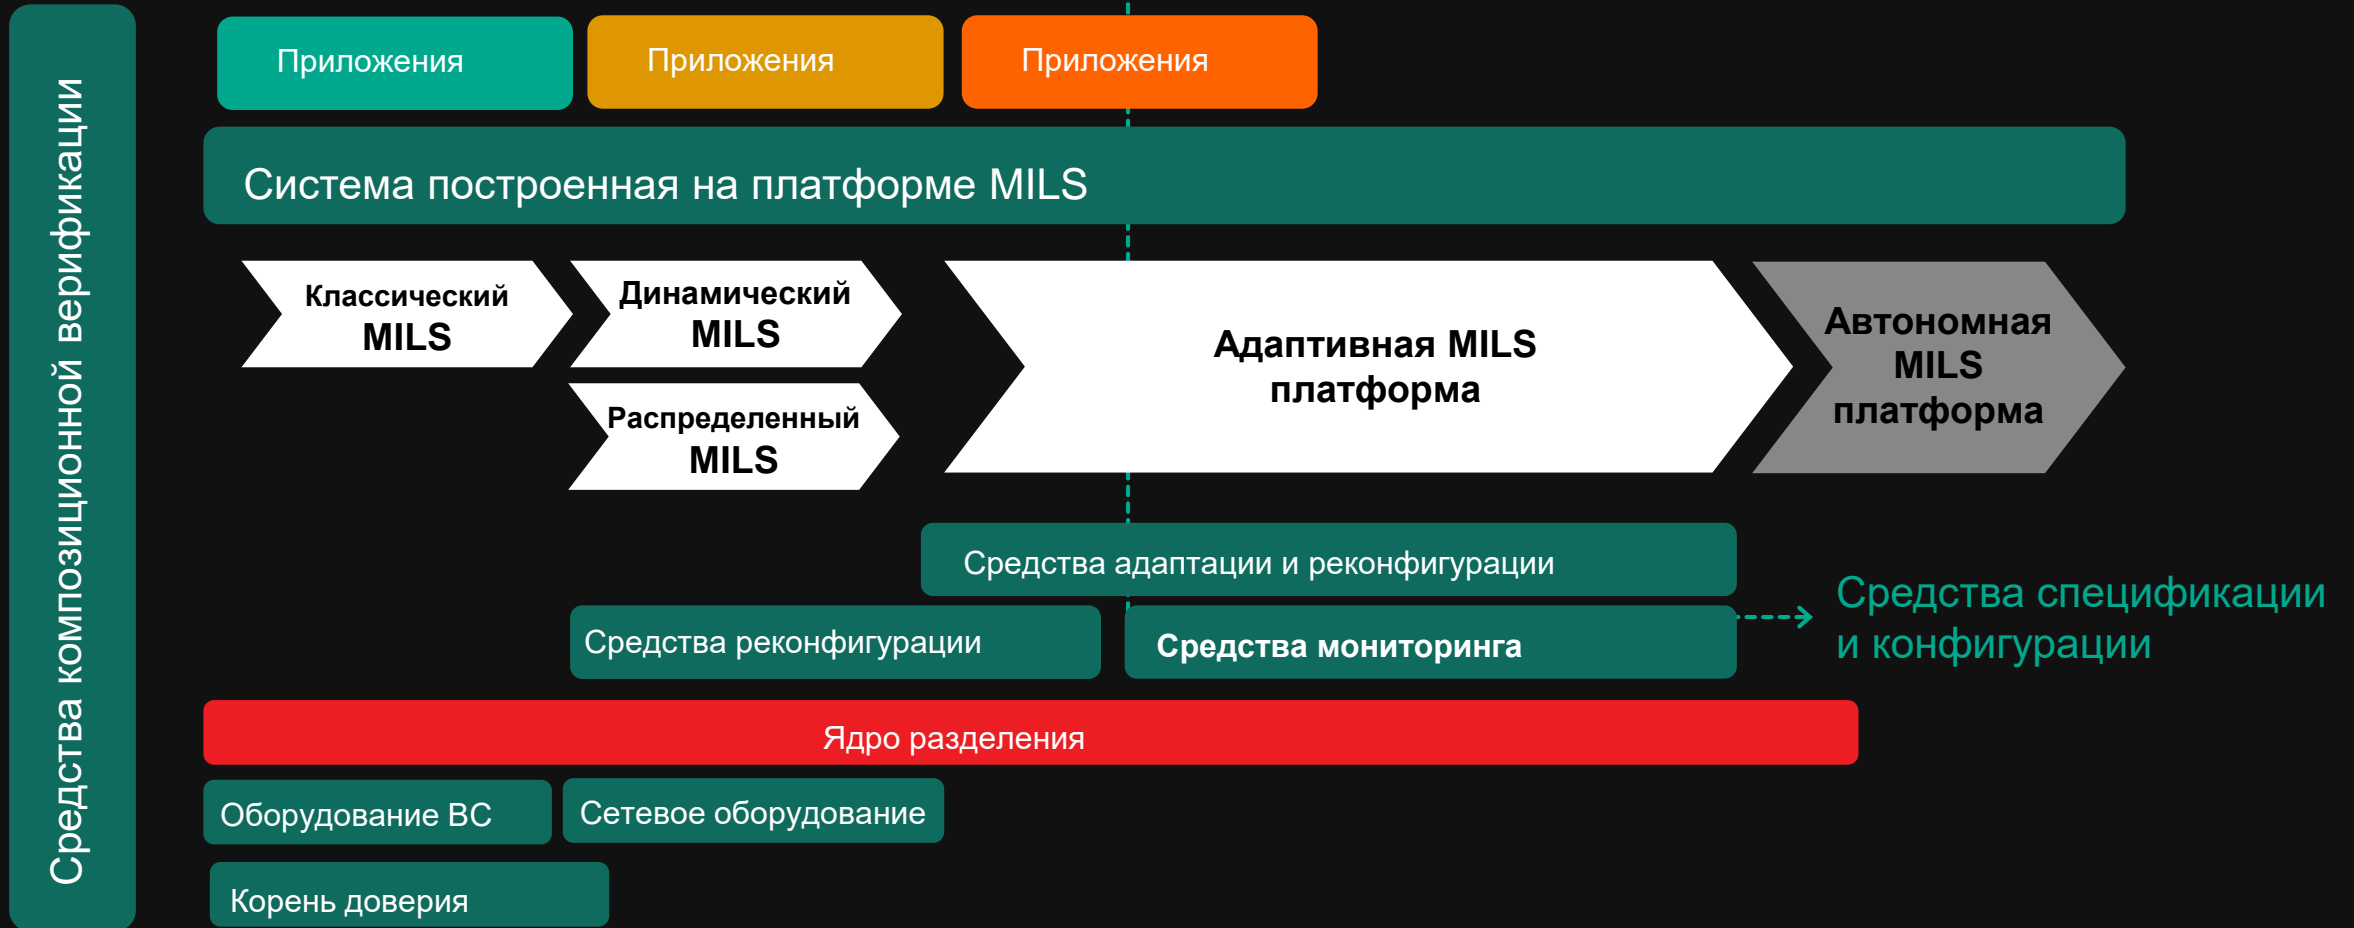 Средства композиционной верификации
Приложения
Приложения
Приложения
Система построенная на платформе MILS
Классический
MILS
Динамический
MILS
Распределенный
MILS
Адаптивная MILS
платформа
Автономная
MILS
платформа
Средства адаптации и реконфигурации
Средства реконфигурации
Средства мониторинга
Средства спецификации
и конфигурации
Ядро разделения
Оборудование ВС
Сетевое оборудование
Корень доверия